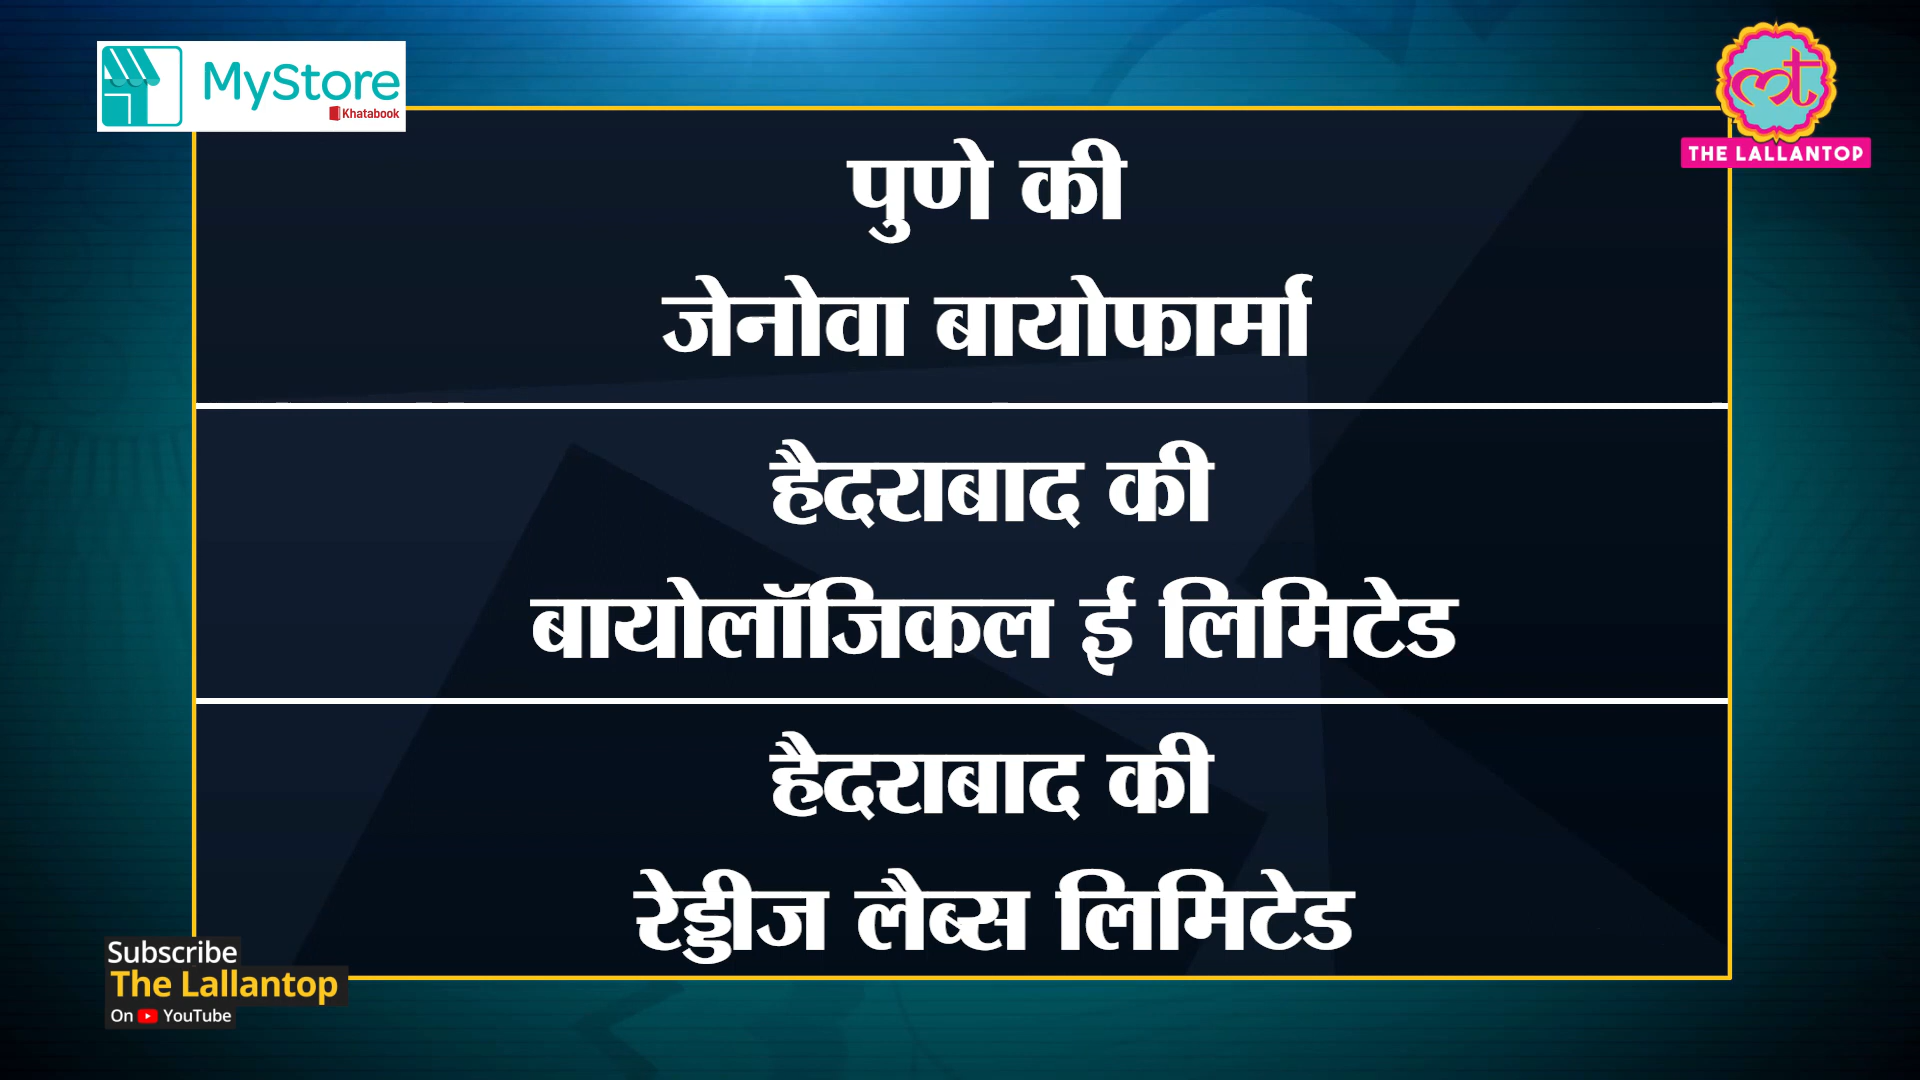 MyStore
Khatabook
THE LALLANTOP
पुणे की
जेनोवा बायोफार्मा
हैदराबाद की
बायोलॉजिकल ई लिमिटेड
हैदराबाद की
रेड्डीज लैब्स लिमिटेड
Subscribe
The Lallantop
On YouTube